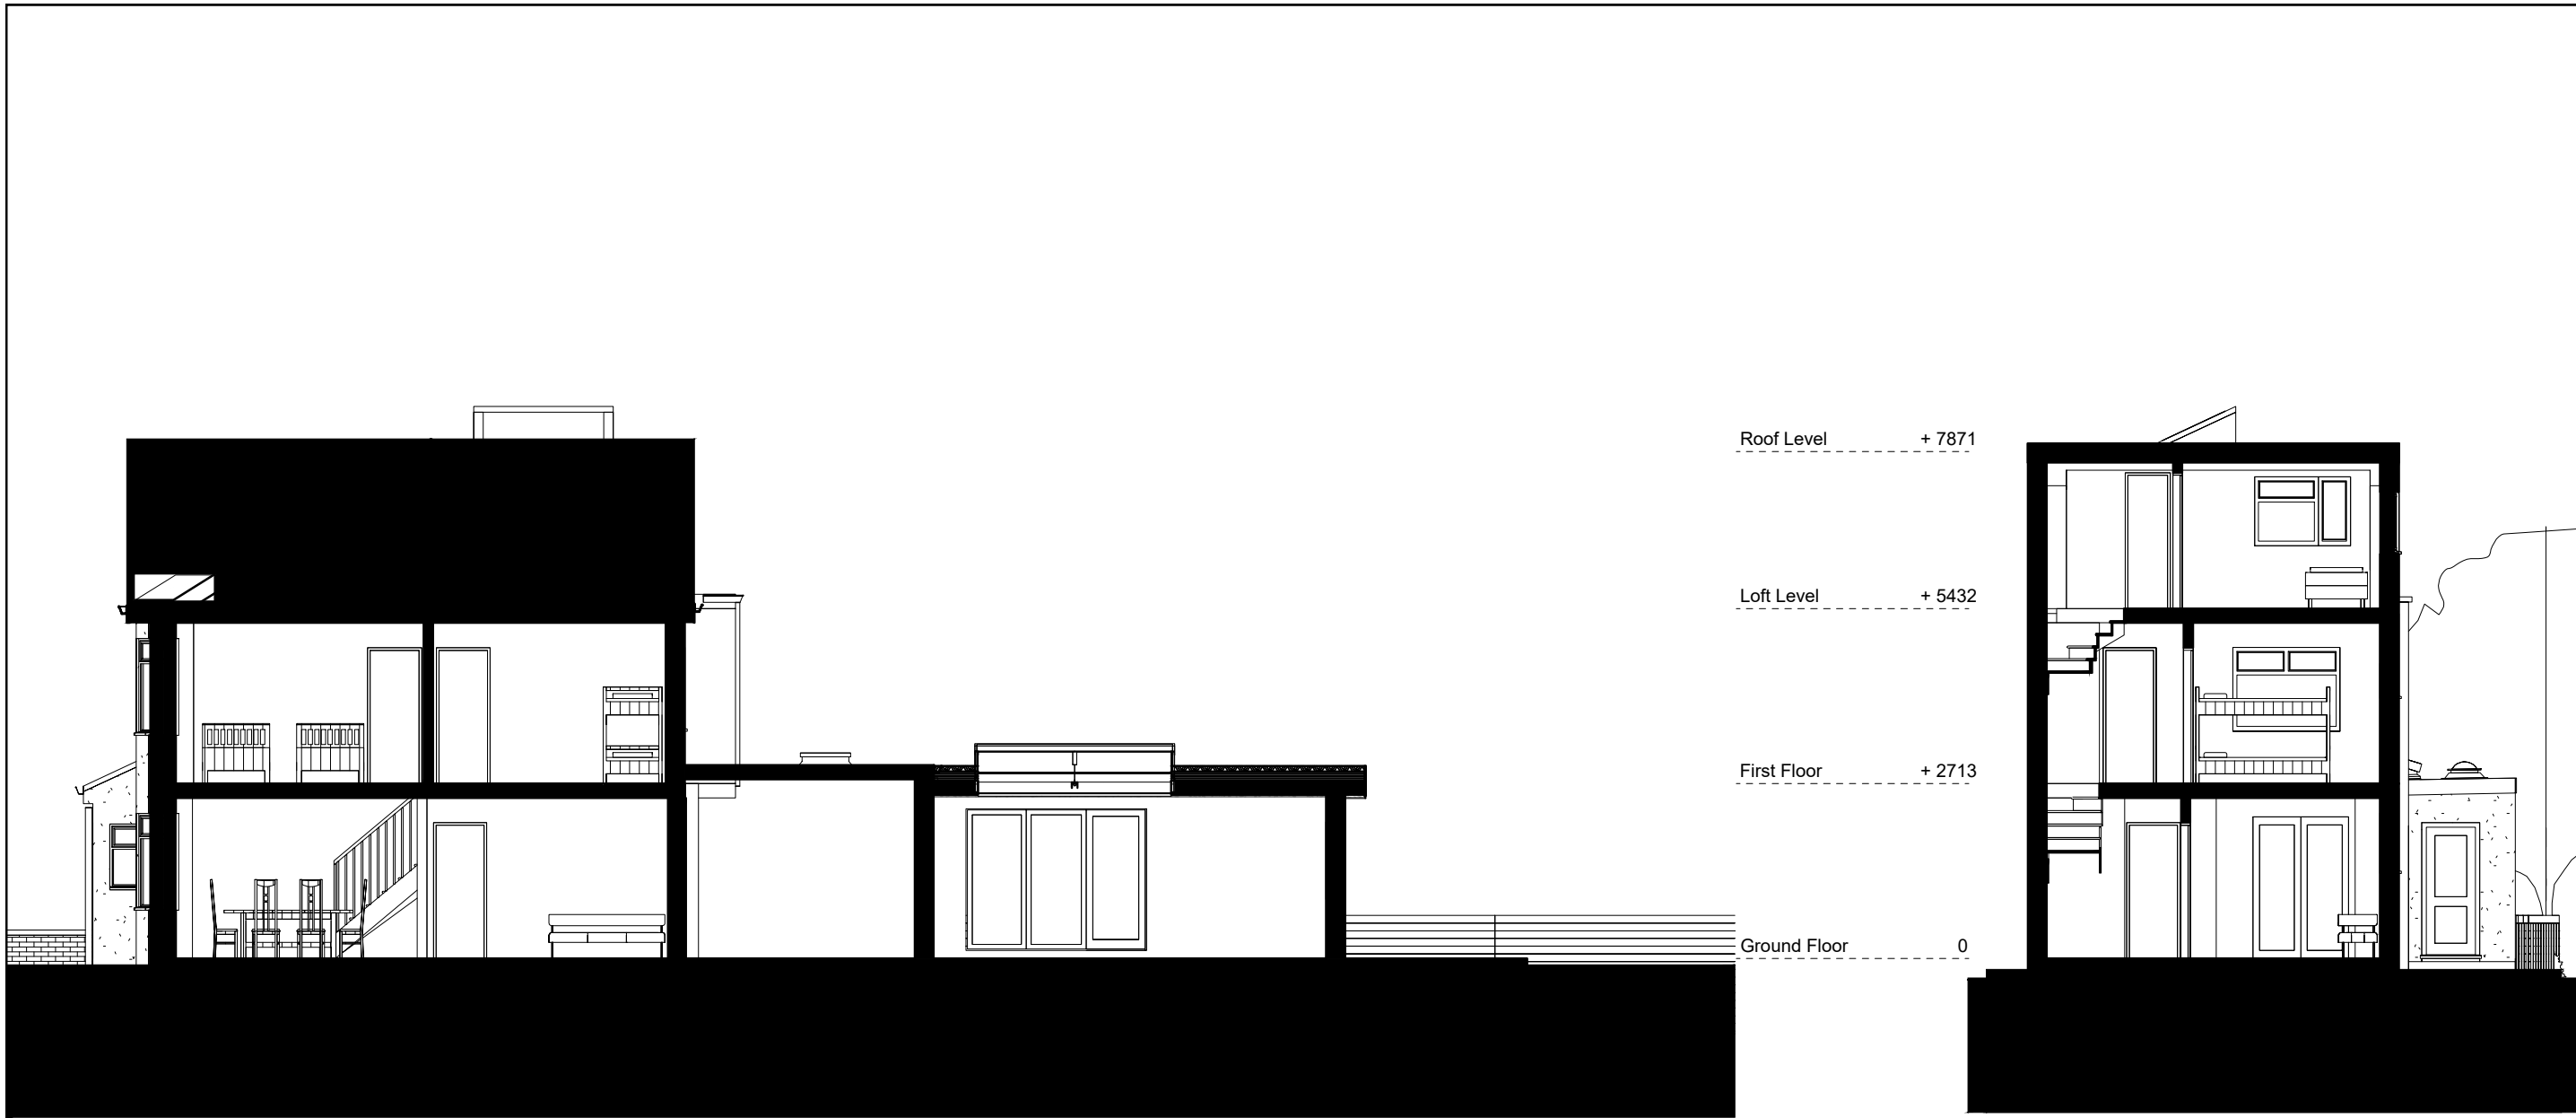 Roof Level + 7871
Loft Level + 5432
First Floor + 2713
Ground Floor 0